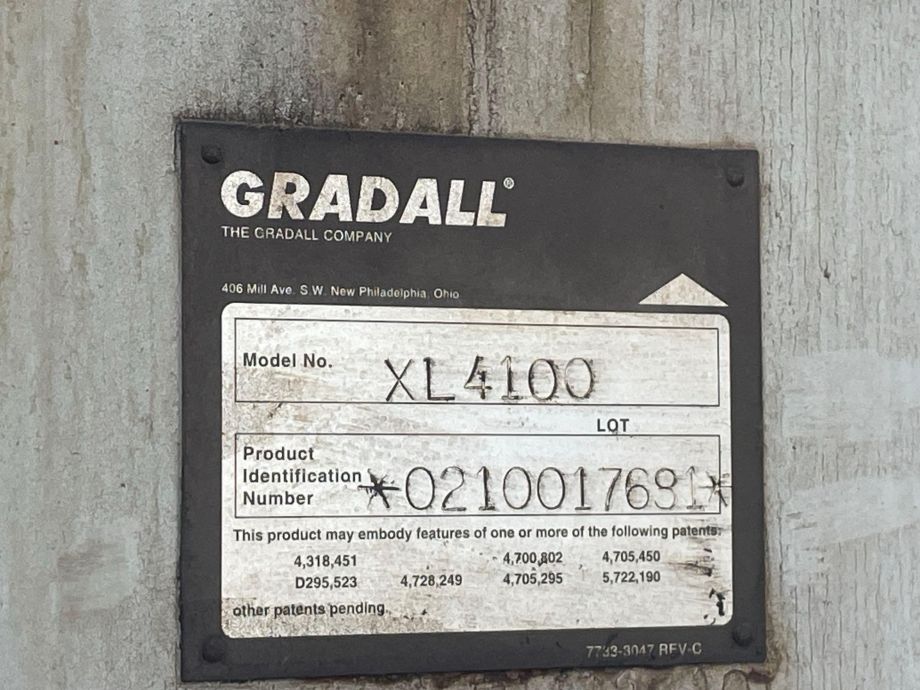 GRADALL®
THE GRADALL COMPANY
406 Mill Ave. S.W. New Philadelphia, Ohio
Model No. XL4100
LOT
Product
Identification
Number *0210017681*
This product may embody features of one or more of the following patents:
4,318,451 4,700,802 4,705,450
D295,523 4,728,249 4,705,295 5,722,190
other patents pending.
7733-3047 REV-C